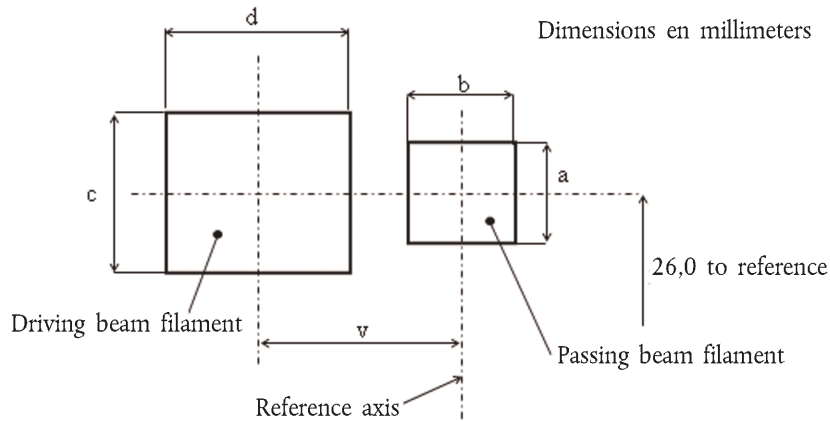 d
Dimensions en millimeters
b
a
c
26,0 to reference
Driving beam filament
v
Passing beam filament
Reference axis